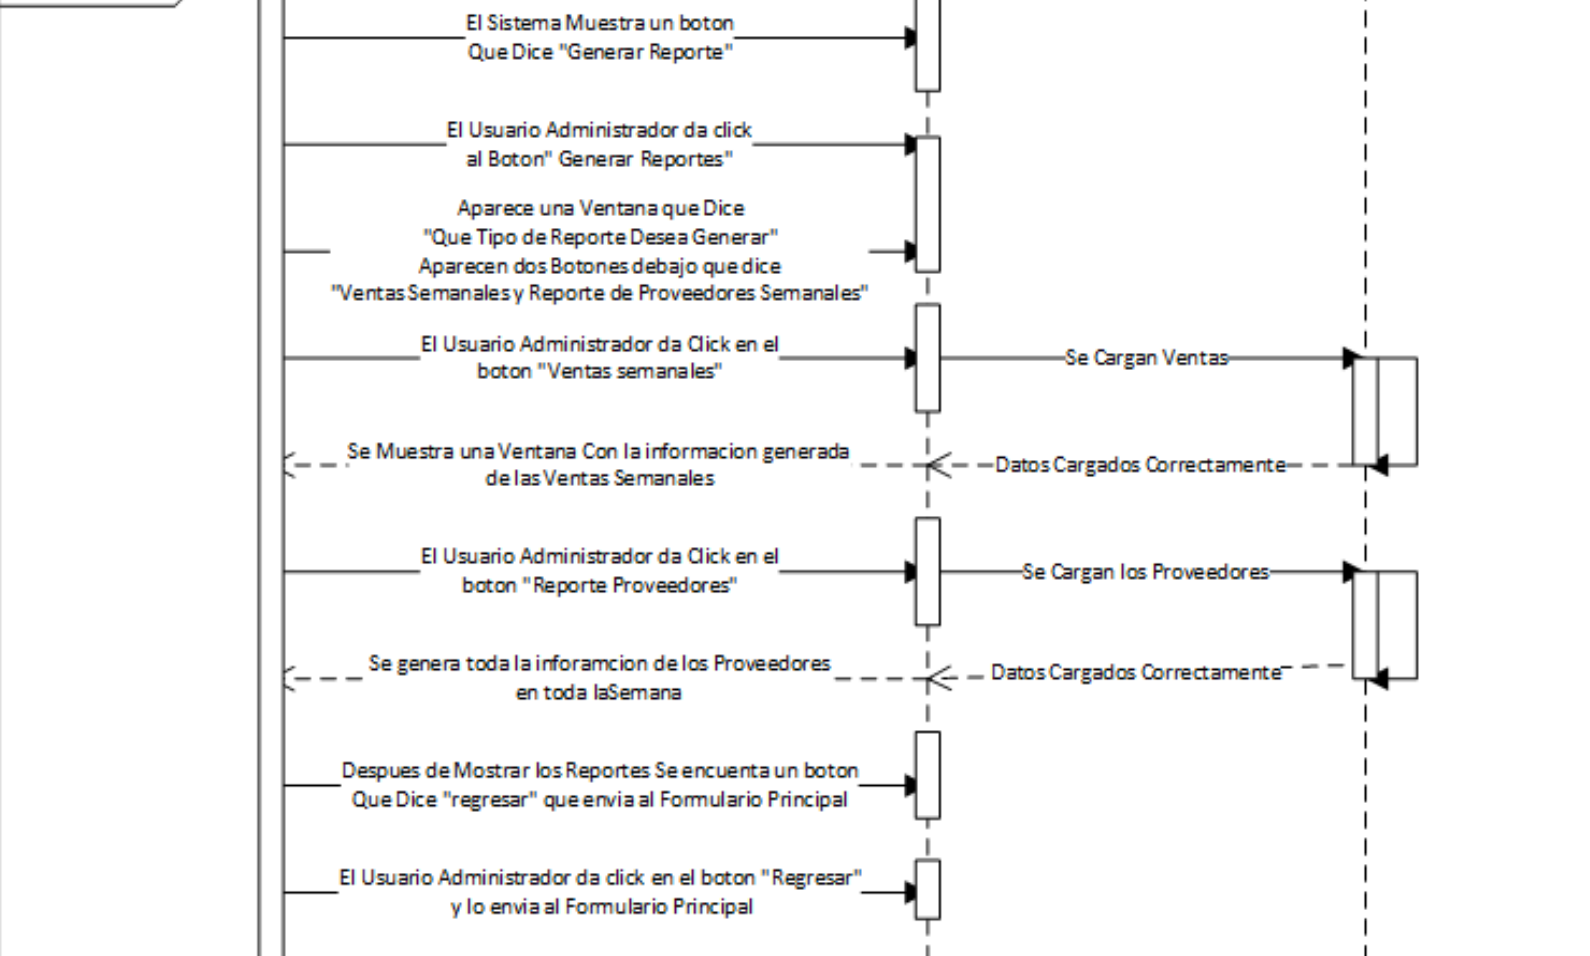 El Sistema Muestra un boton
Que Dice "Generar Reporte"
El Usuario Administrador da click
al Boton" Generar Reportes"
Aparece una Ventana que Dice
"Que Tipo de Reporte Desea Generar"
Aparecen dos Botones debajo que dice
"Ventas Semanales y Reporte de Proveedores Semanales"
El Usuario Administrador da Click en el
boton "Ventas semanales"
Se Cargan Ventas
Se Muestra una Ventana Con la informacion generada
de las Ventas Semanales
Datos Cargados Correctamente
El Usuario Administrador da Click en el
boton "Reporte Proveedores"
Se Cargan los Proveedores
Se genera toda la inforamcion de los Proveedores
en toda laSemana
Datos Cargados Correctamente
Despues de Mostrar los Reportes Se encuenta un boton
Que Dice "regresar" que envia al Formulario Principal
El Usuario Administrador da click en el boton "Regresar"
y lo envia al Formulario Principal